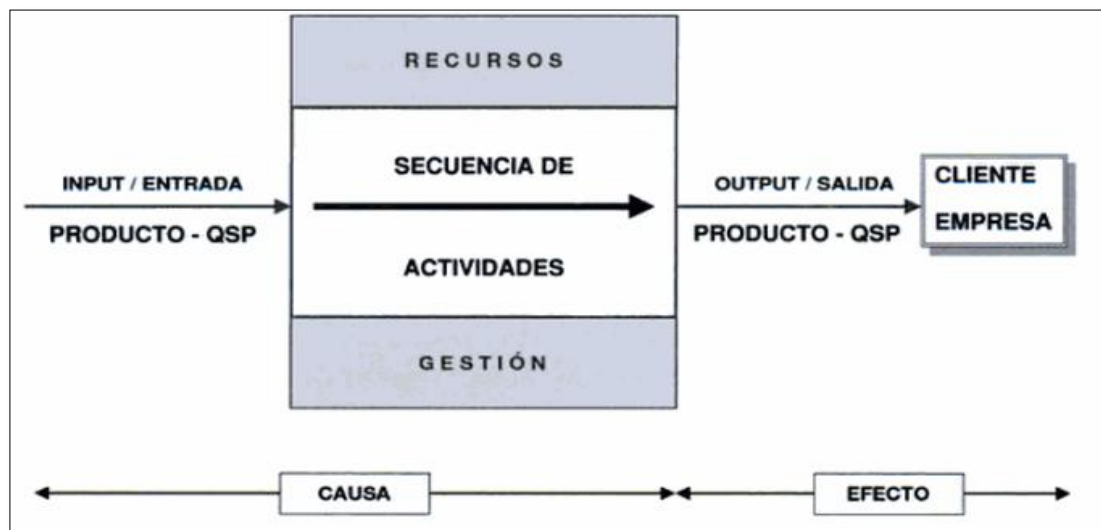 RECURSOS
INPUT / ENTRADA
PRODUCTO - QSP
SECUENCIA DE
ACTIVIDADES
OUTPUT / SALIDA
PRODUCTO - QSP
CLIENTE
EMPRESA
GESTIÓN
CAUSA
EFECTO